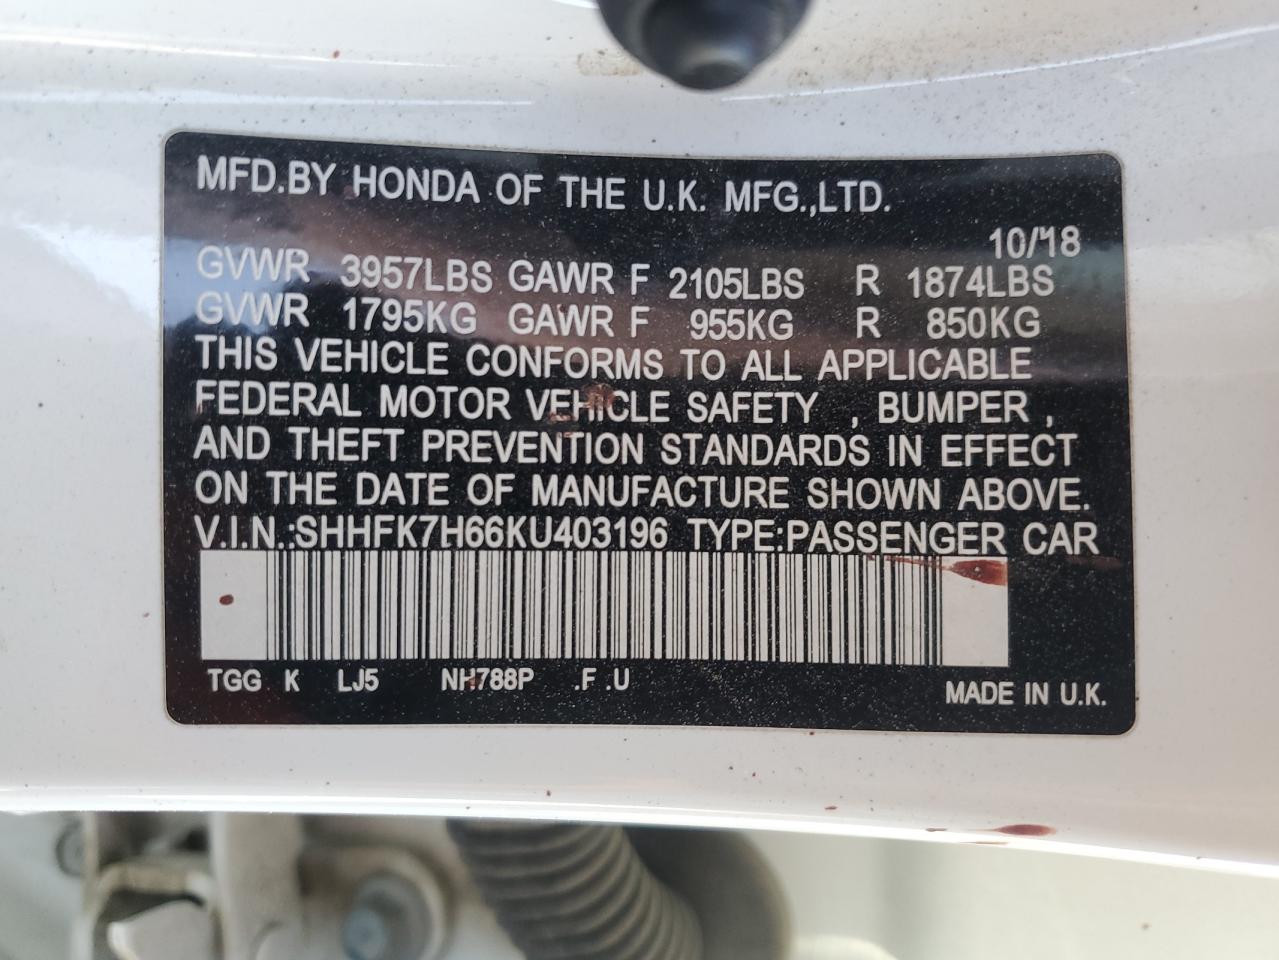 MFD.BY HONDA OF THE U.K. MFG.,LTD.
10/'18
GVWR 3957LBS GAWR F 2105LBS R 1874LBS
GVWR 1795KG GAWR F 955KG R 850KG
THIS VEHICLE CONFORMS TO ALL APPLICABLE
FEDERAL MOTOR VEHICLE SAFETY , BUMPER ,
AND THEFT PREVENTION STANDARDS IN EFFECT
ON THE DATE OF MANUFACTURE SHOWN ABOVE.
V.I.N.:SHHFK7H66KU403196 TYPE:PASSENGER CAR
TGG K LJ5 NH788P .F .U
MADE IN U.K.